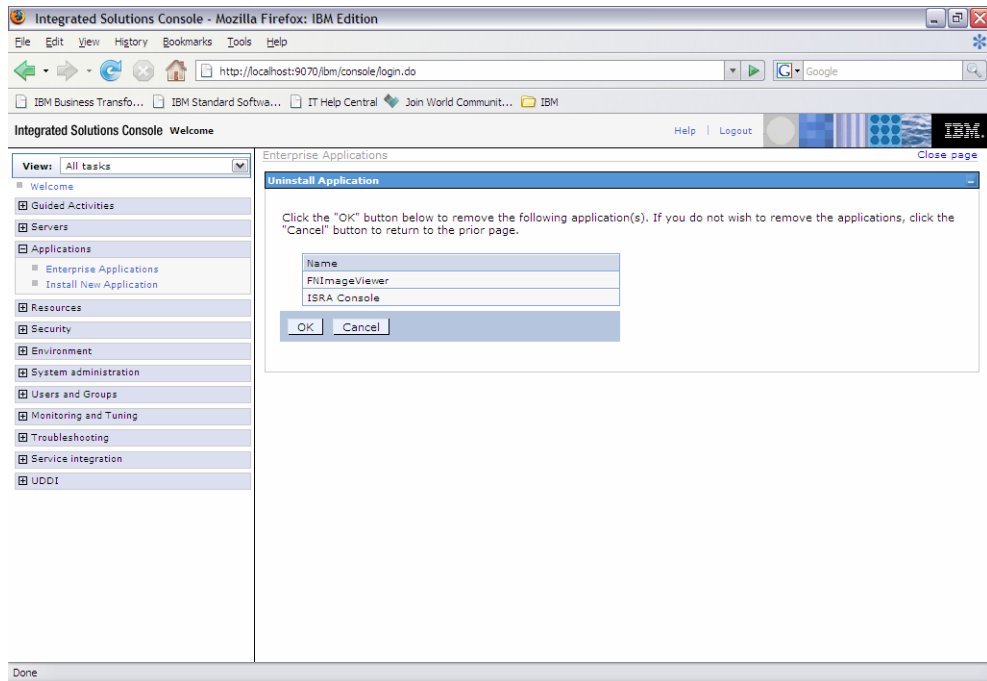 Integrated Solutions Console - Mozilla Firefox: IBM Edition
File Edit View History Bookmarks Tools Help
http://localhost:9070/ibm/console/login.do
G Google
IBM Business Transfo... IBM Standard Softwa... IT Help Central Join World Communit... IBM
Integrated Solutions Console Welcome
Help | Logout
IBM.
View: All tasks
Welcome
Guided Activities
Servers
Applications
Enterprise Applications
Install New Application
Resources
Security
Environment
System administration
Users and Groups
Monitoring and Tuning
Troubleshooting
Service integration
UDDI
Enterprise Applications
Close page
Uninstall Application
Click the "OK" button below to remove the following application(s). If you do not wish to remove the applications, click the
"Cancel" button to return to the prior page.
Name
FNImageViewer
ISRA Console
OK Cancel
Done